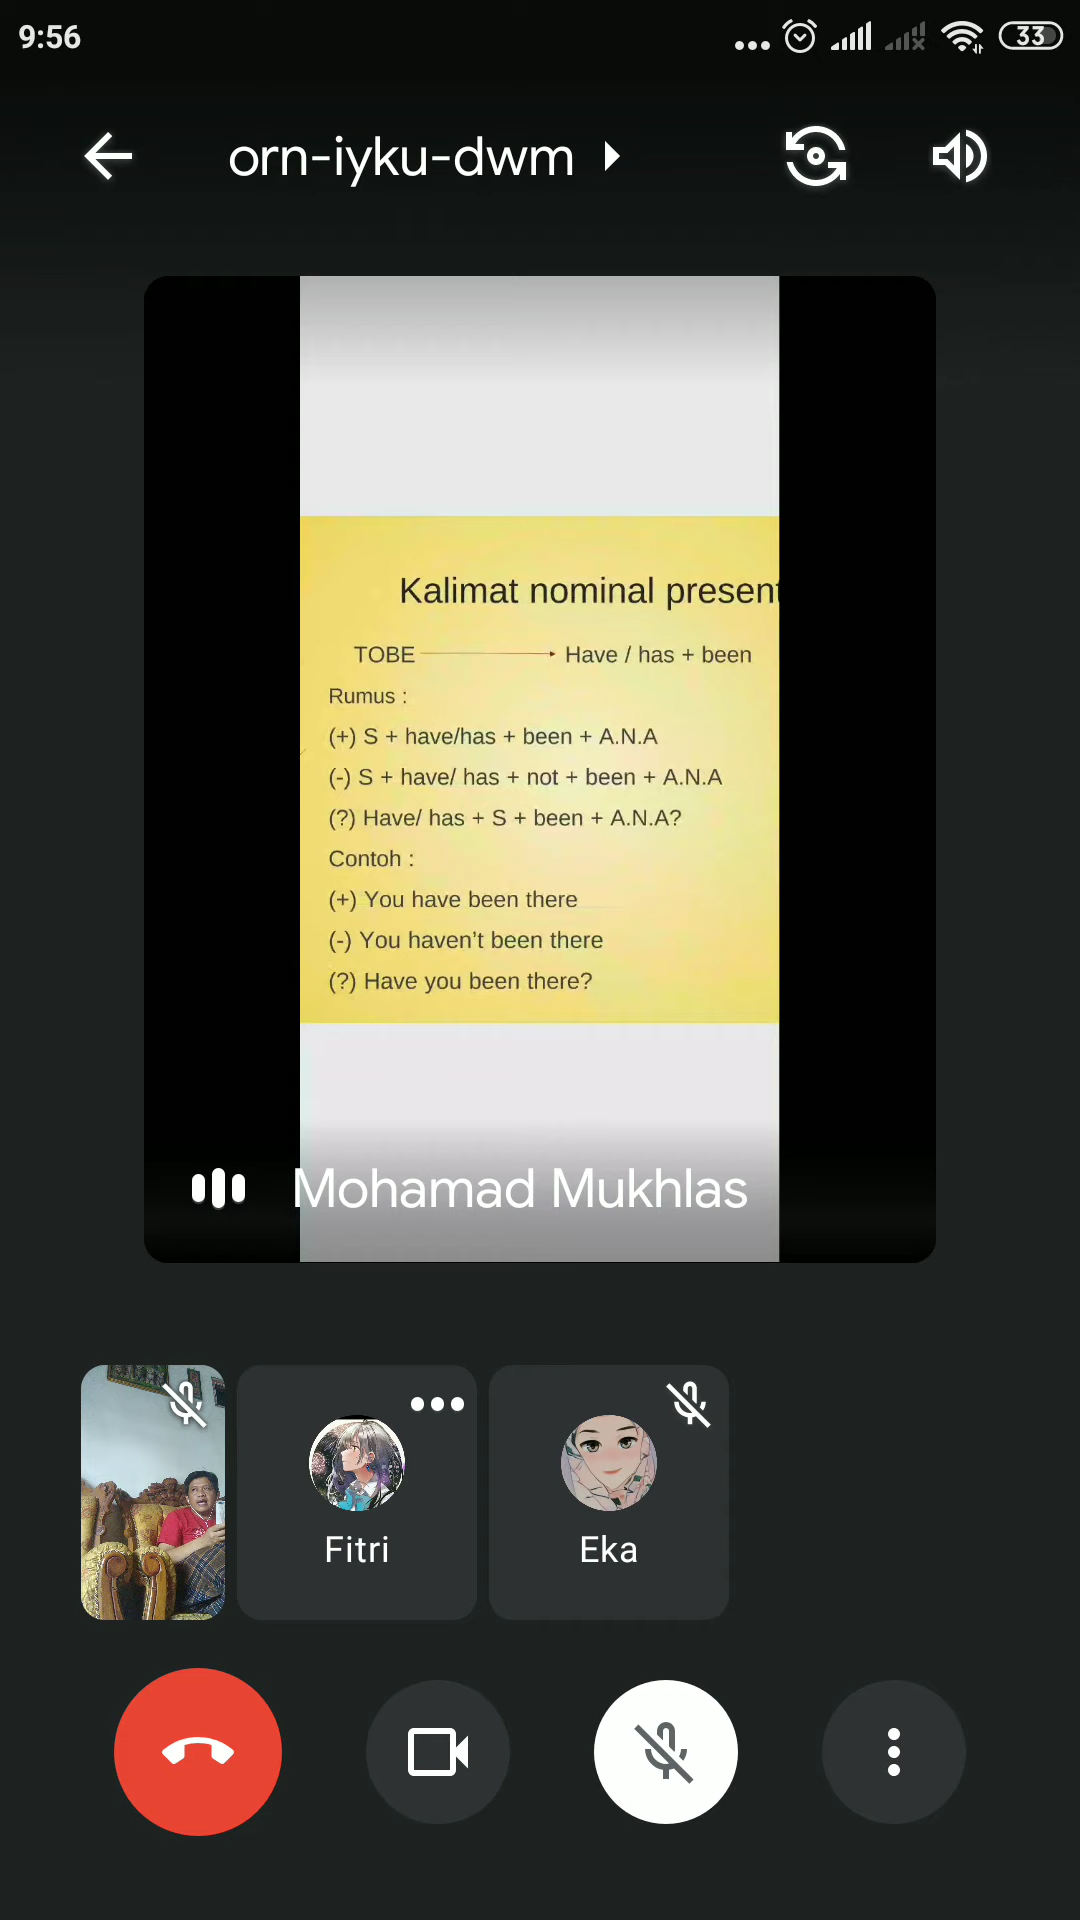 9:56
33
orn-iyku-dwm
Kalimat nominal present
TOBE Have / has + been
Rumus :
(+) S + have/has + been + A.N.A
(-) S + have/ has + not + been + A.N.A
(?) Have/ has + S + been + A.N.A?
Contoh :
(+) You have been there
(-) You haven’t been there
(?) Have you been there?
Mohamad Mukhlas
Fitri
Eka